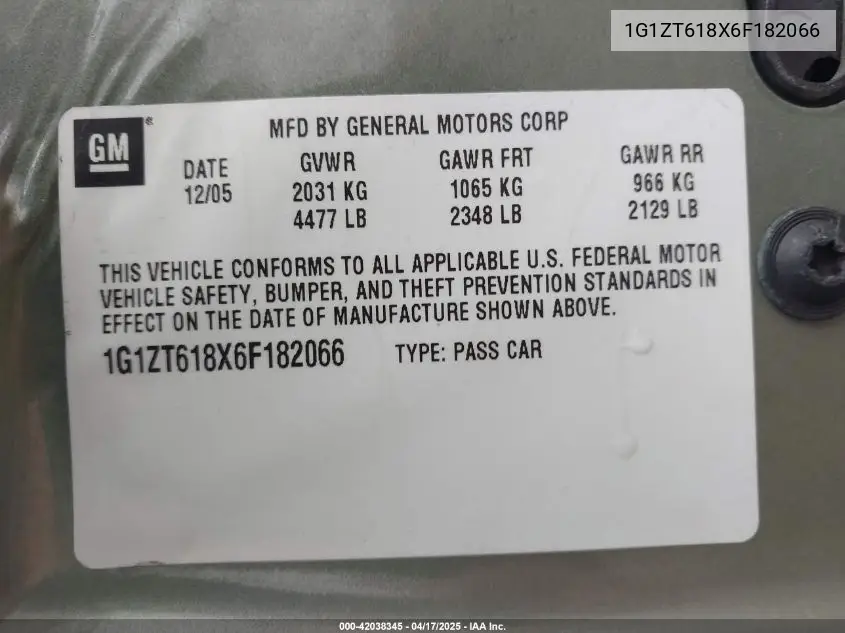 1G1ZT618X6F182066
GM
MFD BY GENERAL MOTORS CORP
DATE GVWR GAWR FRT GAWR RR
12/05 2031 KG 1065 KG 966 KG
4477 LB 2348 LB 2129 LB
THIS VEHICLE CONFORMS TO ALL APPLICABLE U.S. FEDERAL MOTOR
VEHICLE SAFETY, BUMPER, AND THEFT PREVENTION STANDARDS IN
EFFECT ON THE DATE OF MANUFACTURE SHOWN ABOVE.
1G1ZT618X6F182066 TYPE: PASS CAR
000-42038345 - 04/17/2025 - IAA Inc.